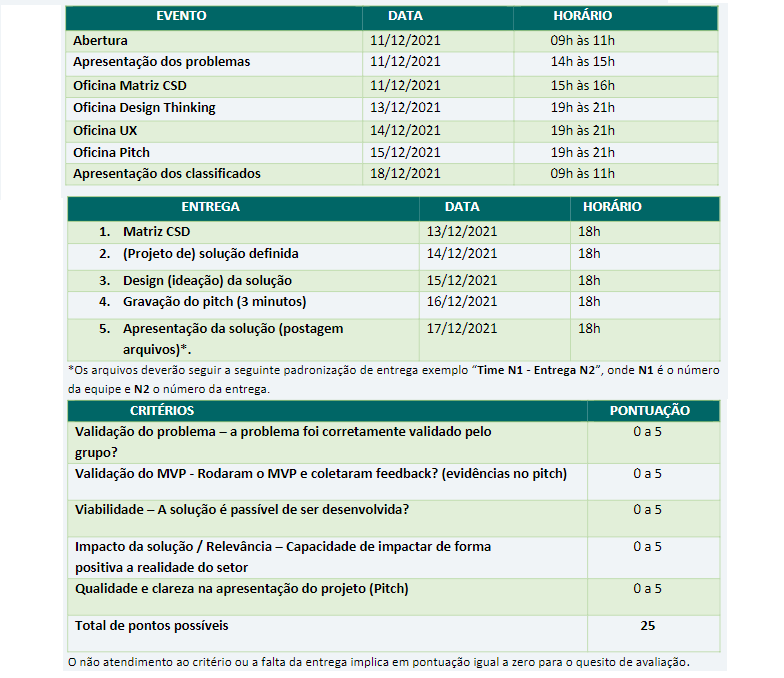 EVENTO DATA HORÁRIO
Abertura 11/12/2021 09h às 11h
Apresentação dos problemas 11/12/2021 14h às 15h
Oficina Matriz CSD 11/12/2021 15h às 16h
Oficina Design Thinking 13/12/2021 19h às 21h
Oficina UX 14/12/2021 19h às 21h
Oficina Pitch 15/12/2021 19h às 21h
Apresentação dos classificados 18/12/2021 09h às 11h
ENTREGA DATA HORÁRIO
1. Matriz CSD 13/12/2021 18h
2. (Projeto de) solução definida 14/12/2021 18h
3. Design (ideação) da solução 15/12/2021 18h
4. Gravação do pitch (3 minutos) 16/12/2021 18h
5. Apresentação da solução (postagem 17/12/2021 18h
arquivos)*.
*Os arquivos deverão seguir a seguinte padronização de entrega exemplo “Time N1 - Entrega N2”, onde N1 é o número
da equipe e N2 o número da entrega.
CRITÉRIOS PONTUAÇÃO
Validação do problema – a problema foi corretamente validado pelo 0 a 5
grupo?
Validação do MVP - Rodaram o MVP e coletaram feedback? (evidências no pitch) 0 a 5
Viabilidade – A solução é passível de ser desenvolvida? 0 a 5
Impacto da solução / Relevância – Capacidade de impactar de forma 0 a 5
positiva a realidade do setor
Qualidade e clareza na apresentação do projeto (Pitch) 0 a 5
Total de pontos possíveis 25
O não atendimento ao critério ou a falta da entrega implica em pontuação igual a zero para o quesito de avaliação.